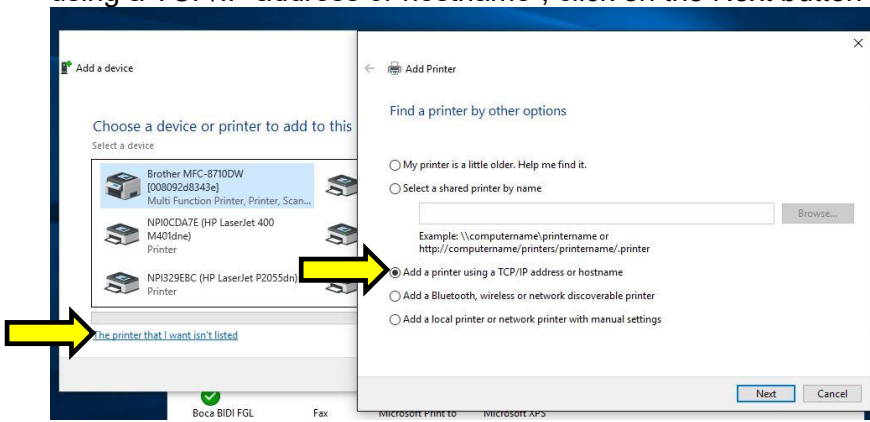 using a TCP/IP address or hostname", click on the Next button
Add a device
Choose a device or printer to add to this
Select a device
Brother MFC-8710DW
[008092d8343e]
Multi Function Printer, Printer, Scan...
NPI0CDA7E (HP LaserJet 400
M401dne)
Printer
NPI329EBC (HP LaserJet P2055dn)
Printer
The printer that I want isn't listed
Add Printer
Find a printer by other options
My printer is a little older. Help me find it.
Select a shared printer by name
Browse...
Example: \\computername\printername or
http://computername/printers/printername/.printer
Add a printer using a TCP/IP address or hostname
Add a Bluetooth, wireless or network discoverable printer
Add a local printer or network printer with manual settings
Next Cancel
Boca BIDI FGL Fax Microsoft Print to Microsoft XPS